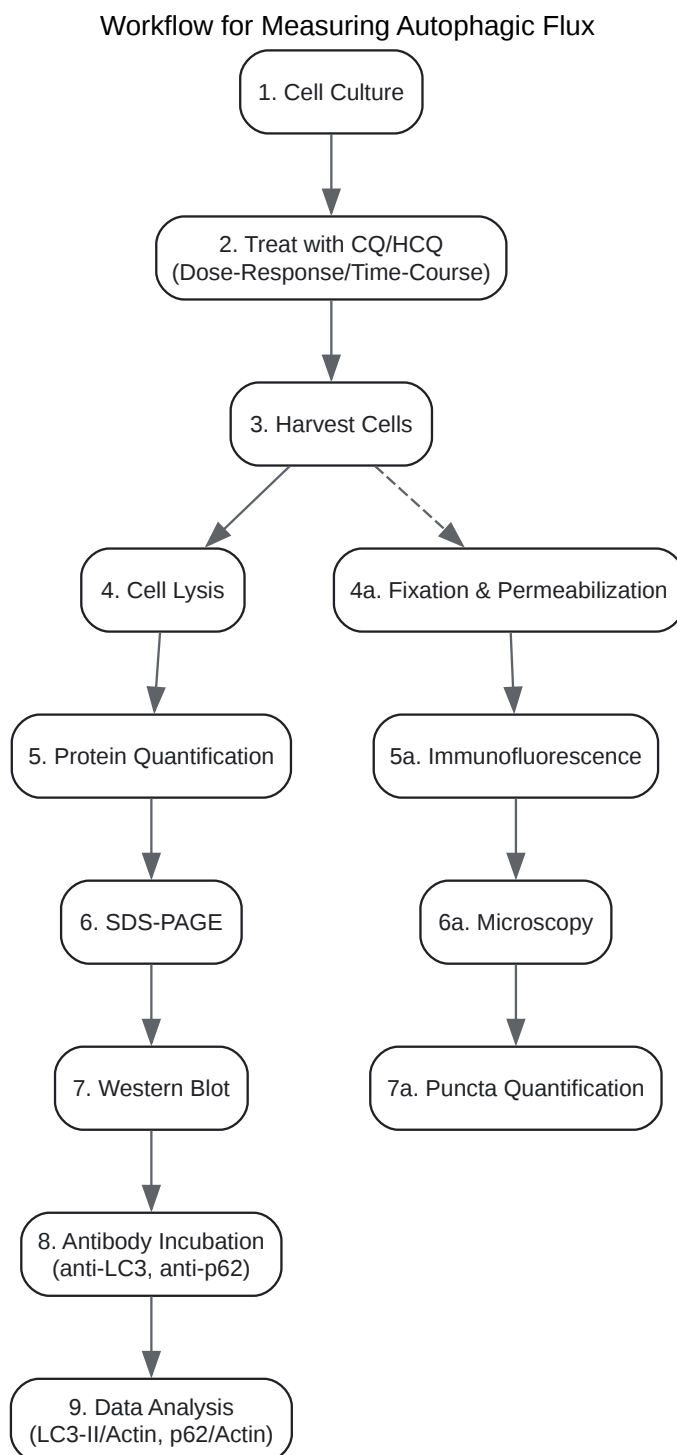 Workflow for Measuring Autophagic Flux
1. Cell Culture
2. Treat with CQ/HCQ
(Dose-Response/Time-Course)
3. Harvest Cells
4. Cell Lysis
4a. Fixation & Permeabilization
5. Protein Quantification
5a. Immunofluorescence
6. SDS-PAGE
6a. Microscopy
7. Western Blot
7a. Puncta Quantification
8. Antibody Incubation
(anti-LC3, anti-p62)
9. Data Analysis
(LC3-II/Actin, p62/Actin)